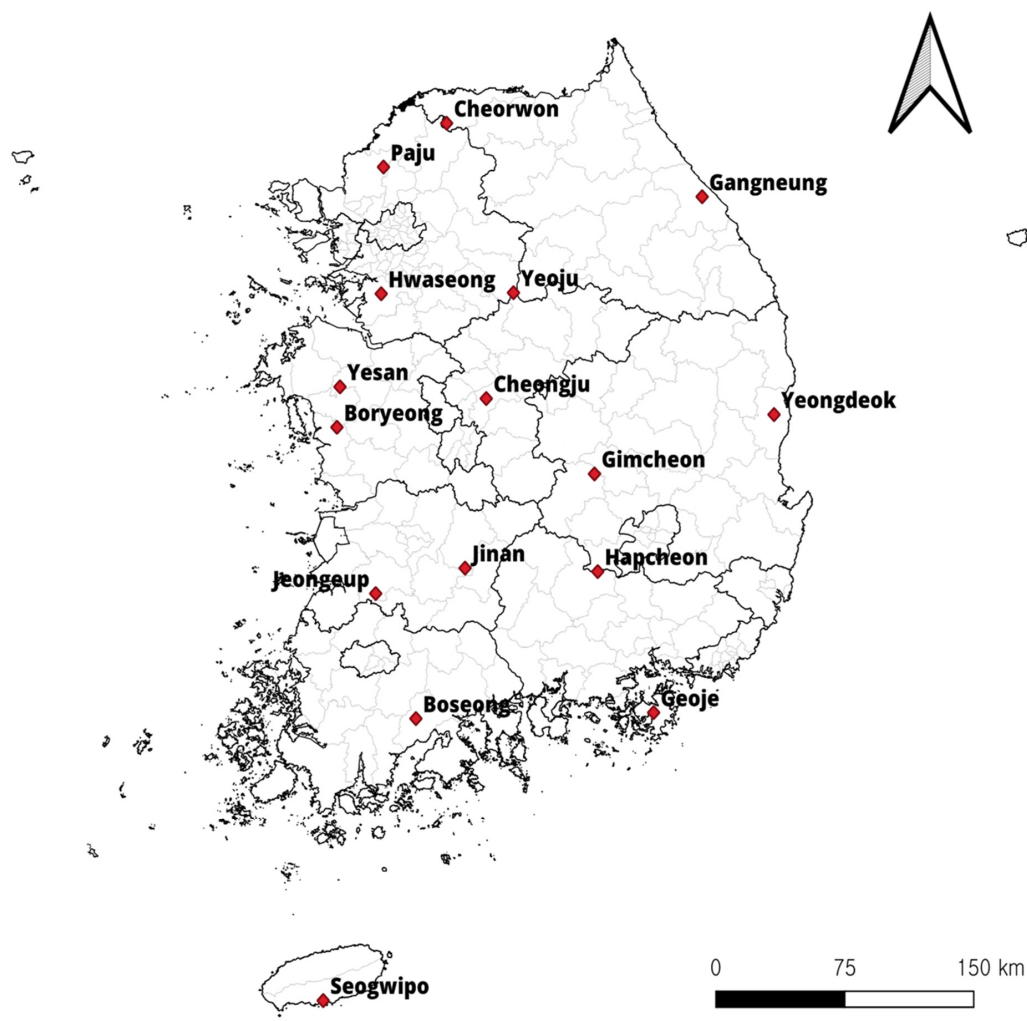 Cheorwon
Paju
Gangneung
Hwaseong
Yeoju
Yesan
Cheongju
Boryeong
Yeongdeok
Gimcheon
Jinan
Hapcheon
Jeongeup
Boseong
Geoje
0 75 150 km
Seogwipo